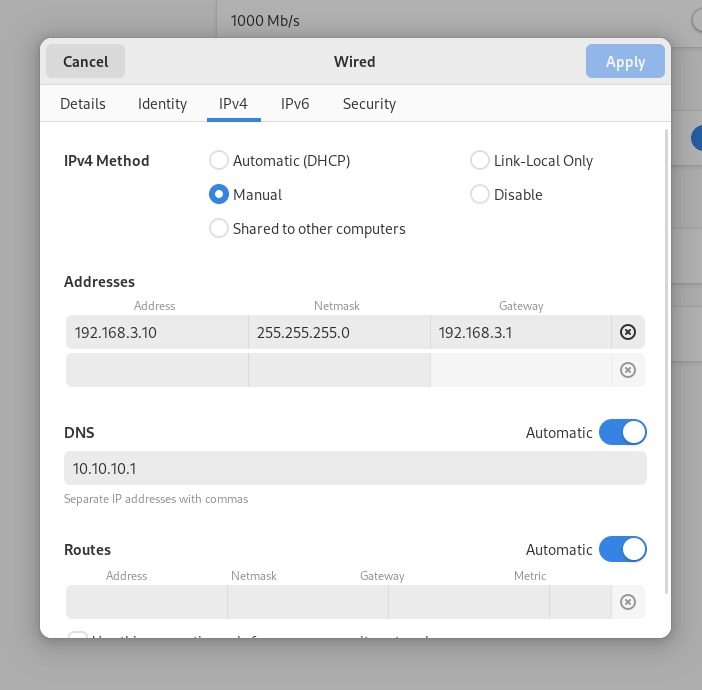 1000 Mb/s
Cancel Wired Apply
Details Identity IPv4 IPv6 Security
IPv4 Method Automatic (DHCP) Link-Local Only
Manual Disable
Shared to other computers
Addresses
Address Netmask Gateway
192.168.3.10 255.255.255.0 192.168.3.1
DNS Automatic
10.10.10.1
Separate IP addresses with commas
Routes Automatic
Address Netmask Gateway Metric